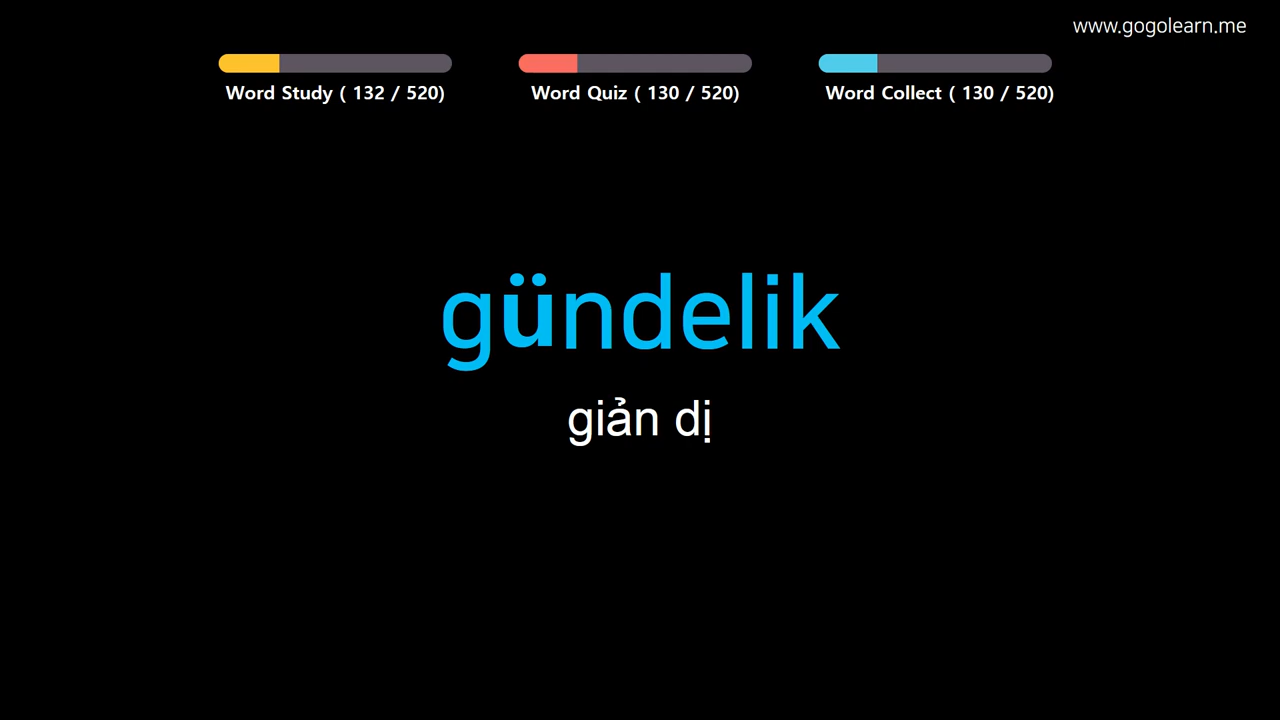 www.gogolearn.me
Word Study ( 132 / 520)
Word Quiz ( 130 / 520)
Word Collect ( 130 / 520)
gündelik
giản dị